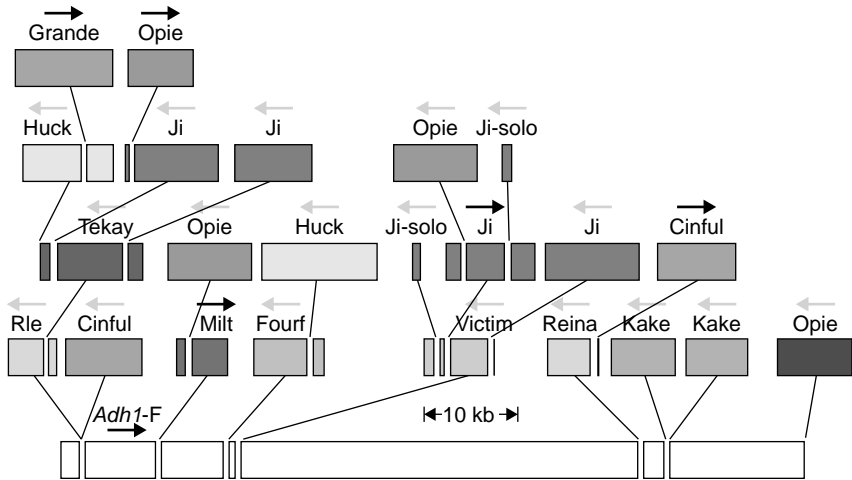 Grande Opie
Huck Ji Ji Opie Ji-solo
Tekay Opie Huck Ji-solo Ji Ji Cinful
Rle Cinful Milt Fourf Victim Reina Kake Kake Opie
Adh1-F 10 kb